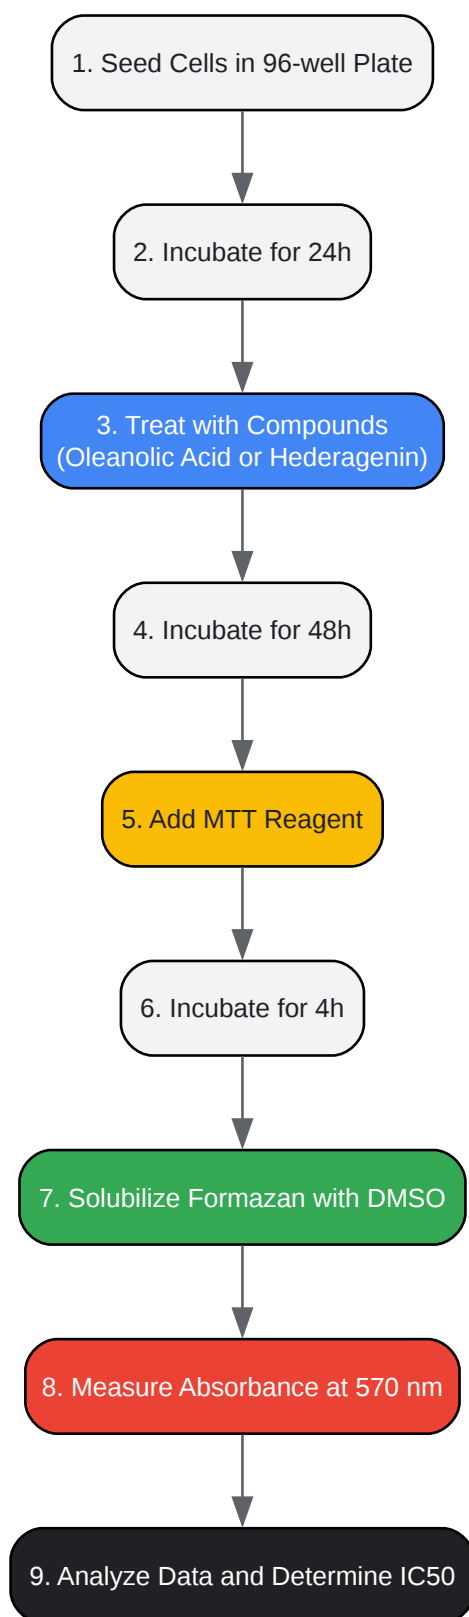 1. Seed Cells in 96-well Plate
2. Incubate for 24h
3. Treat with Compounds
(Oleanolic Acid or Hederagenin)
4. Incubate for 48h
5. Add MTT Reagent
6. Incubate for 4h
7. Solubilize Formazan with DMSO
8. Measure Absorbance at 570 nm
9. Analyze Data and Determine IC50